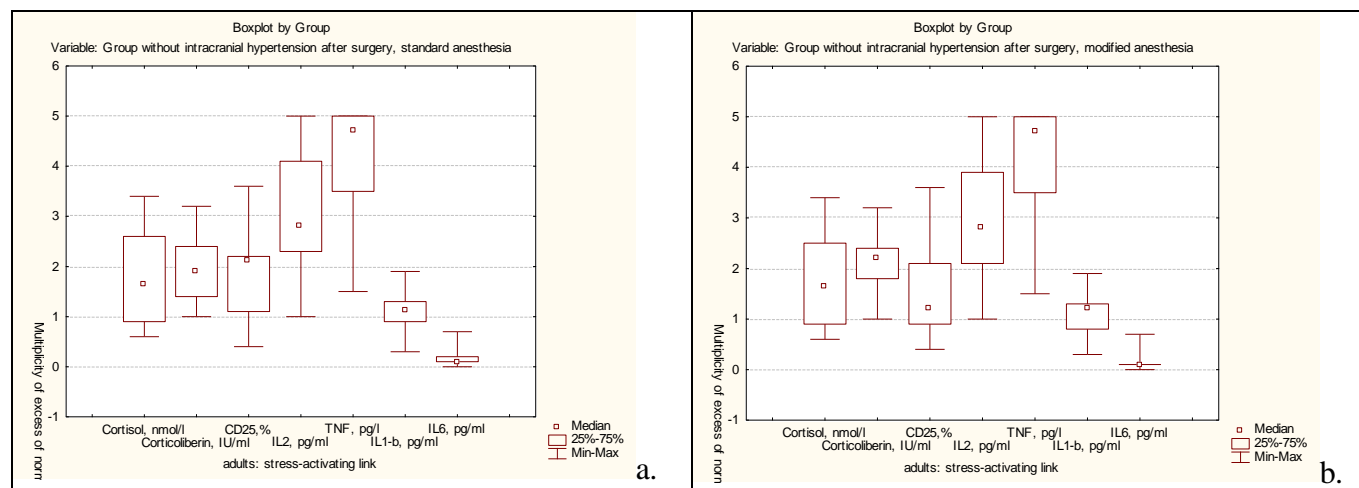 Boxplot by Group
Variable: Group without intracranial hypertension after surgery, standard anesthesia
6
5
4
3
2
1
0
-1
Multiplicity of excess of norm
Cortisol, nmol/l CD25,% TNF, pg/l IL6, pg/ml
Corticoliberin, IU/ml IL2, pg/ml IL1-b, pg/ml
adults: stress-activating link
Median
25%-75%
Min-Max
a.
Boxplot by Group
Variable: Group without intracranial hypertension after surgery, modified anesthesia
6
5
4
3
2
1
0
-1
Multiplicity of excess of norm
Cortisol, nmol/l CD25,% TNF, pg/l IL6, pg/ml
Corticoliberin, IU/ml IL2, pg/ml IL1-b, pg/ml
adults: stress-activating link
Median
25%-75%
Min-Max
b.